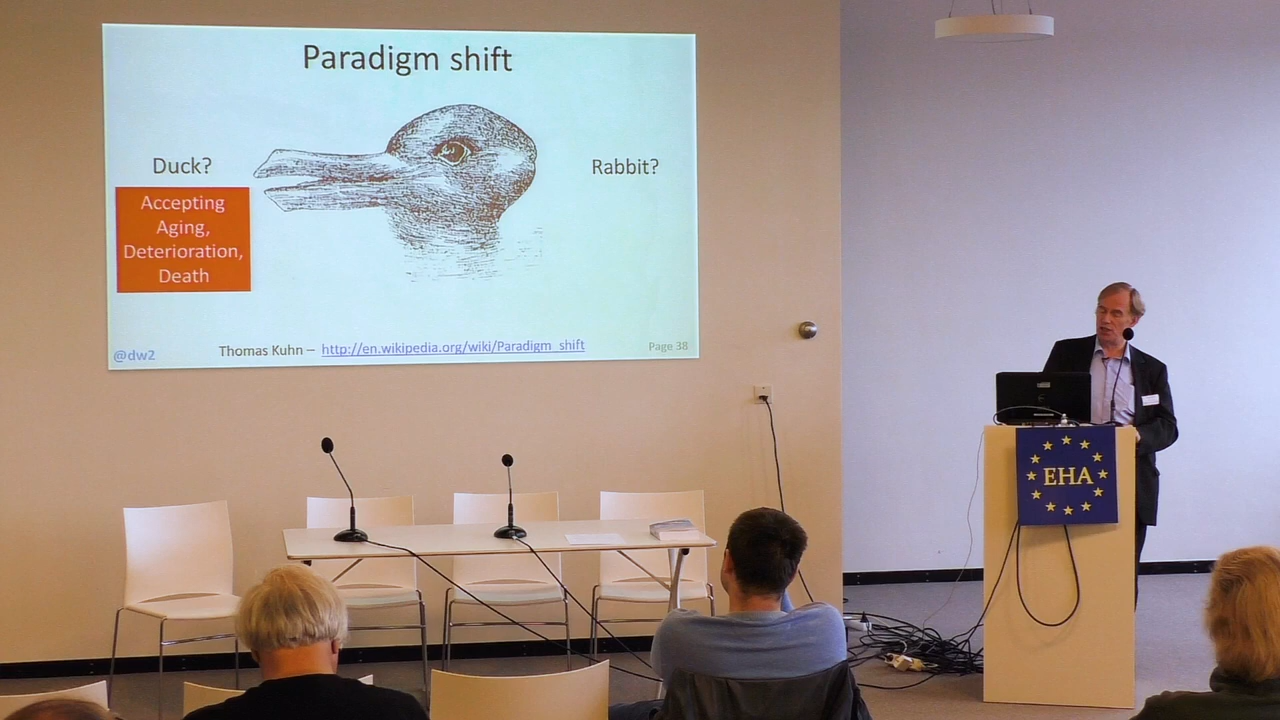 Paradigm shift
Duck?
Rabbit?
Accepting
Aging,
Deterioration,
Death
@dw2
Thomas Kuhn – http://en.wikipedia.org/wiki/Paradigm_shift
Page 38
EHA